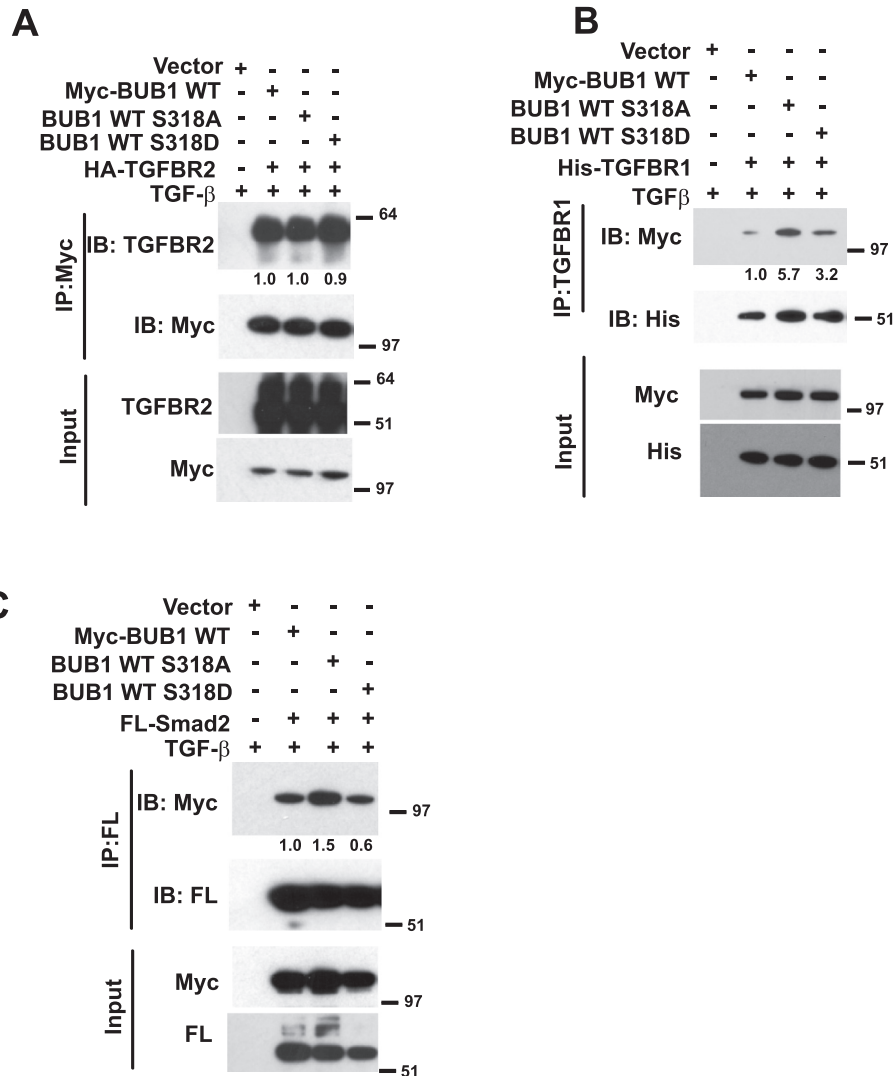 A
Vector + - - -
Myc-BUB1 WT - + - -
BUB1 WT S318A - - + -
BUB1 WT S318D - - - +
HA-TGFBR2 - + + +
TGF-β + + + +
IP:Myc
IB: TGFBR2
64
1.0 1.0 0.9
IB: Myc
97
Input
TGFBR2
64
51
Myc
97
B
Vector + - - -
Myc-BUB1 WT - + - -
BUB1 WT S318A - - + -
BUB1 WT S318D - - - +
His-TGFBR1 - + + +
TGFβ + + + +
IP:TGFBR1
IB: Myc
97
1.0 5.7 3.2
IB: His
51
Input
Myc
97
His
51
C
Vector + - - -
Myc-BUB1 WT - + - -
BUB1 WT S318A - - + -
BUB1 WT S318D - - - +
FL-Smad2 - + + +
TGF-β + + + +
IP:FL
IB: Myc
97
1.0 1.5 0.6
IB: FL
51
Input
Myc
97
FL
51